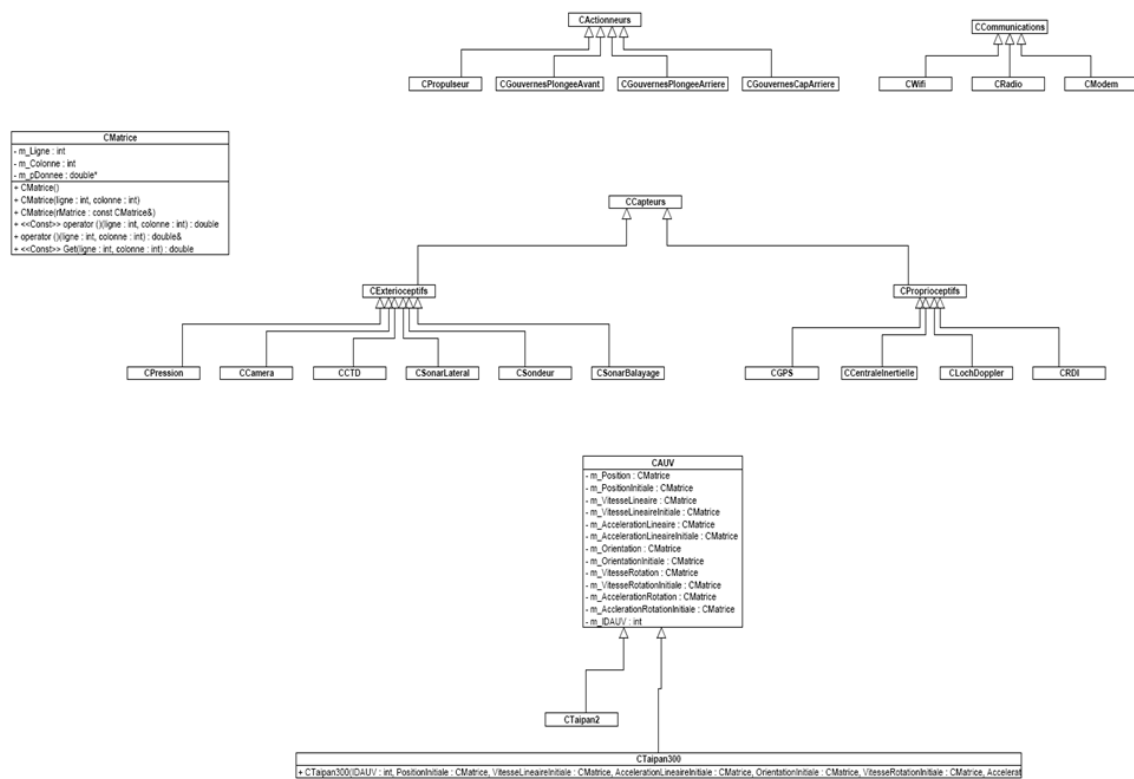 CActionneurs
CCommunications
CPropulseur
CGouvernesPlongeeAvant
CGouvernesPlongeeArriere
CGouvernesCapArriere
CWifi
CRadio
CModem
CMatrice
- m_Ligne : int
- m_Colonne : int
- m_pDonnee : double*
+ CMatrice()
+ CMatrice(ligne : int, colonne : int)
+ CMatrice(rMatrice : const CMatrice&)
+ <<Const>> operator ()(ligne : int, colonne : int) : double
+ operator ()(ligne : int, colonne : int) : double&
+ <<Const>> Get(ligne : int, colonne : int) : double
CCapteurs
CExterioceptifs
CProprioceptifs
CPression
CCamera
CCTD
CSonarLateral
CSondeur
CSonarBalayage
CGPS
CCentraleInertielle
CLochDoppler
CRDI
CAUV
- m_Position : CMatrice
- m_PositionInitiale : CMatrice
- m_VitesseLineaire : CMatrice
- m_VitesseLineaireInitiale : CMatrice
- m_AccelerationLineaire : CMatrice
- m_AccelerationLineaireInitiale : CMatrice
- m_Orientation : CMatrice
- m_OrientationInitiale : CMatrice
- m_VitesseRotation : CMatrice
- m_VitesseRotationInitiale : CMatrice
- m_AccelerationRotation : CMatrice
- m_AcclerationRotationInitiale : CMatrice
- m_IDAUV : int
CTaipan2
CTaipan300
+ CTaipan300(IDAUV : int, PositionInitiale : CMatrice, VitesseLineaireInitiale : CMatrice, AccelerationLineaireInitiale : CMatrice, OrientationInitiale : CMatrice, VitesseRotationInitiale : CMatrice, Accelerati